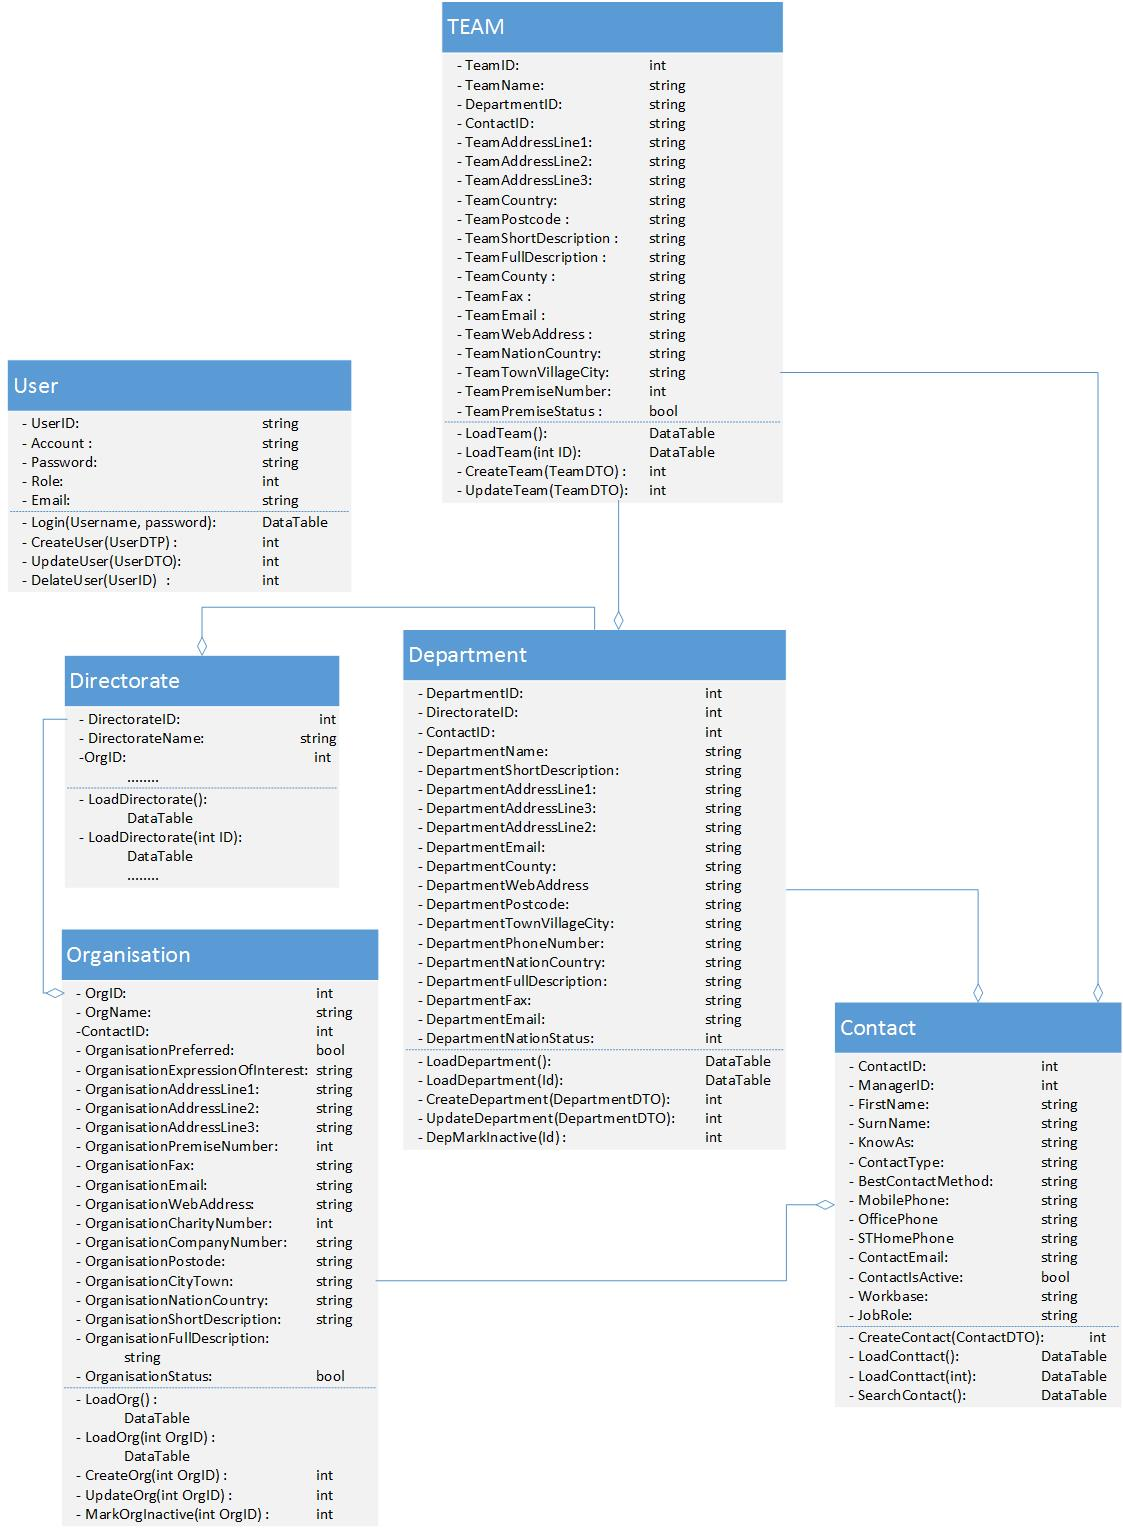 TEAM
- TeamID: int
- TeamName: string
- DepartmentID: string
- ContactID: string
- TeamAddressLine1: string
- TeamAddressLine2: string
- TeamAddressLine3: string
- TeamCountry: string
- TeamPostcode : string
- TeamShortDescription : string
- TeamFullDescription : string
- TeamCounty : string
- TeamFax : string
- TeamEmail : string
- TeamWebAddress : string
- TeamNationCountry: string
- TeamTownVillageCity: string
- TeamPremiseNumber: int
- TeamPremiseStatus : bool
- LoadTeam(): DataTable
- LoadTeam(int ID): DataTable
- CreateTeam(TeamDTO) : int
- UpdateTeam(TeamDTO): int
User
- UserID: string
- Account : string
- Password: string
- Role: int
- Email: string
- Login(Username, password): DataTable
- CreateUser(UserDTP) : int
- UpdateUser(UserDTO): int
- DelateUser(UserID) : int
Directorate
- DirectorateID: int
- DirectorateName: string
-OrgID: int
........
- LoadDirectorate():
DataTable
- LoadDirectorate(int ID):
DataTable
........
Department
- DepartmentID: int
- DirectorateID: int
- ContactID: int
- DepartmentName: string
- DepartmentShortDescription: string
- DepartmentAddressLine1: string
- DepartmentAddressLine3: string
- DepartmentAddressLine2: string
- DepartmentEmail: string
- DepartmentCounty: string
- DepartmentWebAddress string
- DepartmentPostcode: string
- DepartmentTownVillageCity: string
- DepartmentPhoneNumber: string
- DepartmentNationCountry: string
- DepartmentFullDescription: string
- DepartmentFax: string
- DepartmentEmail: string
- DepartmentNationStatus: int
- LoadDepartment(): DataTable
- LoadDepartment(Id): DataTable
- CreateDepartment(DepartmentDTO): int
- UpdateDepartment(DepartmentDTO): int
- DepMarkInactive(Id) : int
Organisation
- OrgID: int
- OrgName: string
-ContactID: int
- OrganisationPreferred: bool
- OrganisationExpressionOfInterest: string
- OrganisationAddressLine1: string
- OrganisationAddressLine2: string
- OrganisationAddressLine3: string
- OrganisationPremiseNumber: int
- OrganisationFax: string
- OrganisationEmail: string
- OrganisationWebAddress: string
- OrganisationCharityNumber: int
- OrganisationCompanyNumber: string
- OrganisationPostode: string
- OrganisationCityTown: string
- OrganisationNationCountry: string
- OrganisationShortDescription: string
- OrganisationFullDescription:
string
- OrganisationStatus: bool
- LoadOrg() :
DataTable
- LoadOrg(int OrgID) :
DataTable
- CreateOrg(int OrgID) : int
- UpdateOrg(int OrgID) : int
- MarkOrgInactive(int OrgID) : int
Contact
- ContactID: int
- ManagerID: int
- FirstName: string
- SurnName: string
- KnowAs: string
- ContactType: string
- BestContactMethod: string
- MobilePhone: string
- OfficePhone string
- STHomePhone string
- ContactEmail: string
- ContactIsActive: bool
- Workbase: string
- JobRole: string
- CreateContact(ContactDTO): int
- LoadConttact(): DataTable
- LoadConttact(int): DataTable
- SearchContact(): DataTable